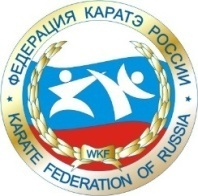 ФЕДЕРАЦИЯ КАРАТЭ РОССИИ
WKF
KARATE FEDERATION OF RUSSIA